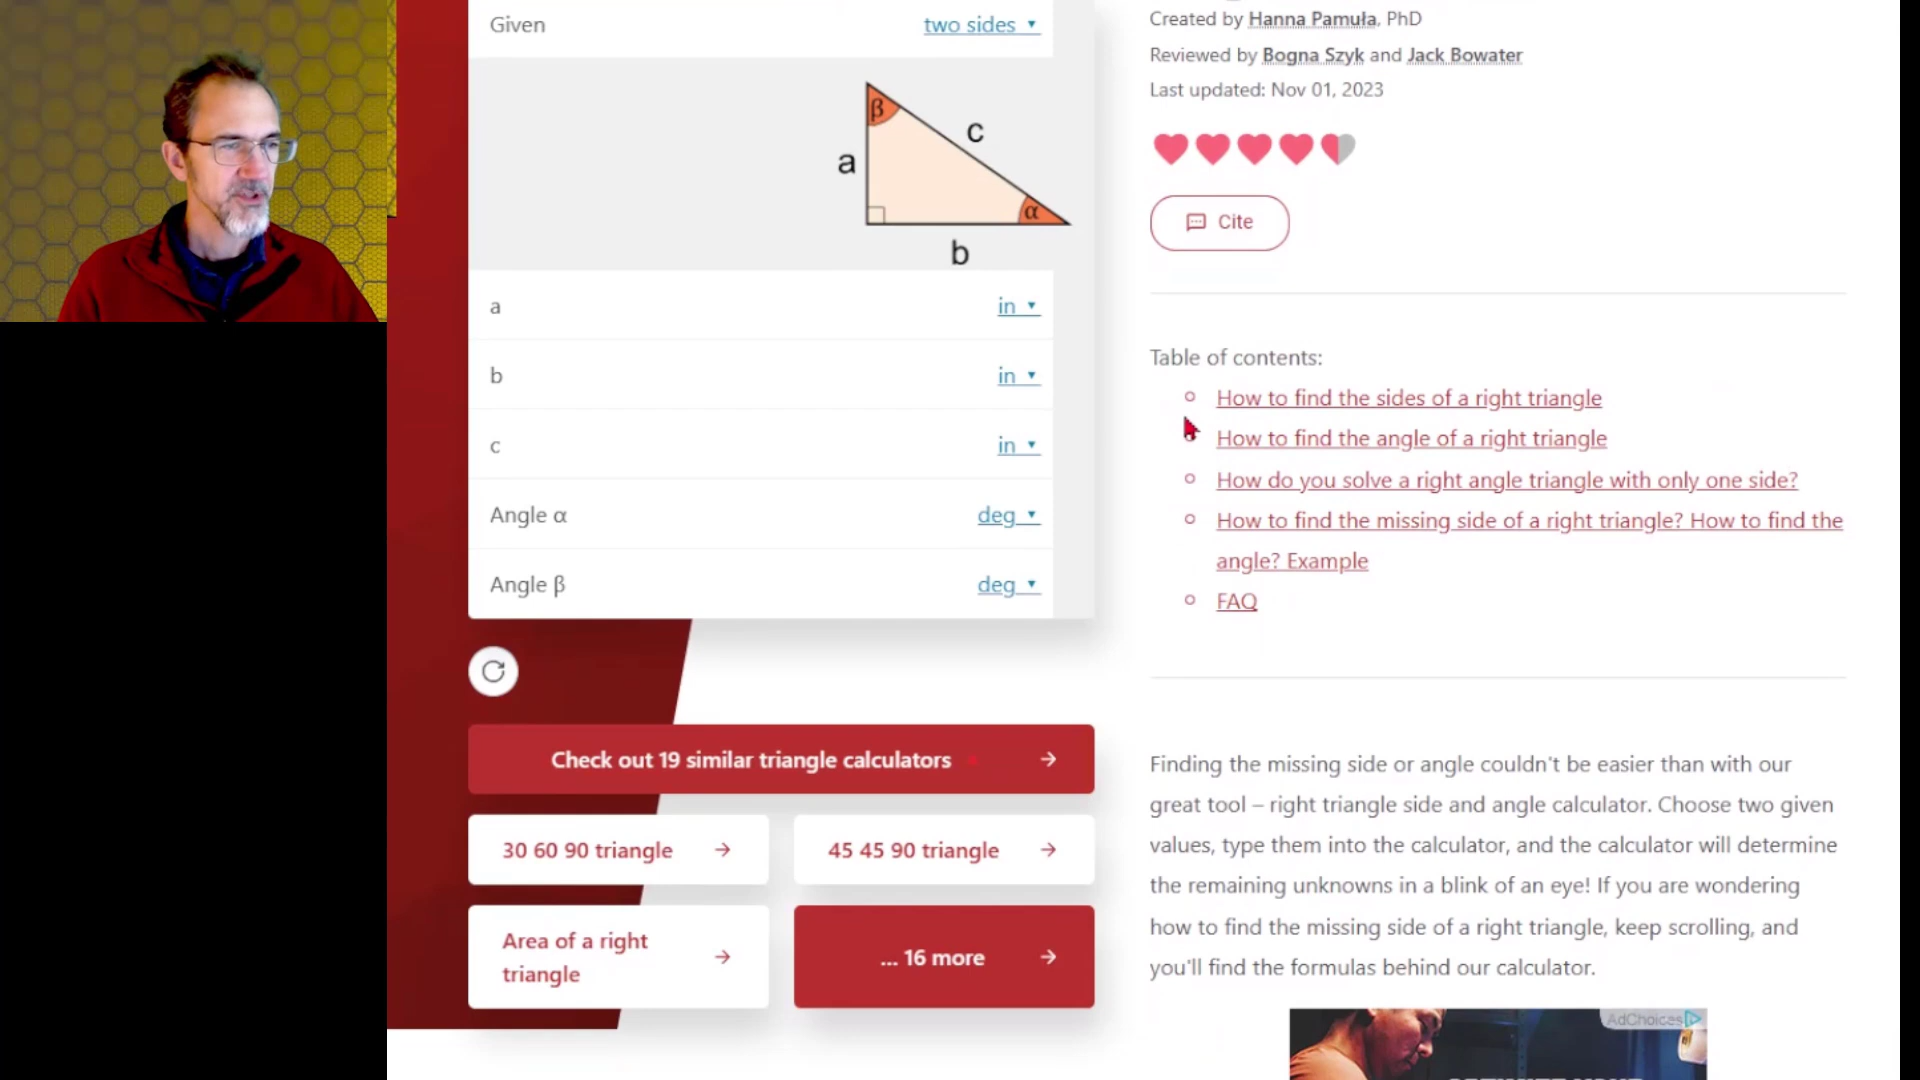 Given
two sides
β
c
a
α
b
a
in
b
in
c
in
Angle α
deg
Angle β
deg
Check out 19 similar triangle calculators
30 60 90 triangle
45 45 90 triangle
Area of a right
triangle
... 16 more
Created by Hanna Pamuła, PhD
Reviewed by Bogna Szyk and Jack Bowater
Last updated: Nov 01, 2023
Cite
Table of contents:
How to find the sides of a right triangle
How to find the angle of a right triangle
How do you solve a right angle triangle with only one side?
How to find the missing side of a right triangle? How to find the
angle? Example
FAQ
Finding the missing side or angle couldn't be easier than with our
great tool – right triangle side and angle calculator. Choose two given
values, type them into the calculator, and the calculator will determine
the remaining unknowns in a blink of an eye! If you are wondering
how to find the missing side of a right triangle, keep scrolling, and
you'll find the formulas behind our calculator.
AdChoices